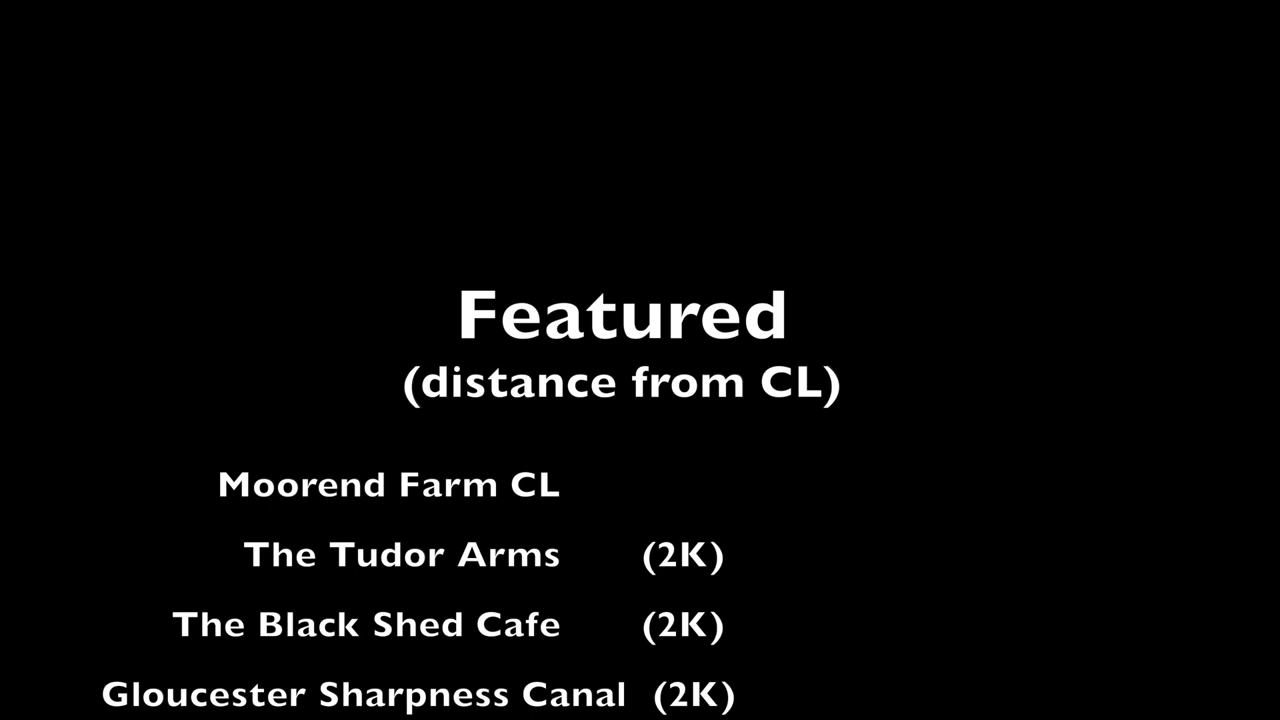 Featured
(distance from CL)
Moorend Farm CL
The Tudor Arms (2K)
The Black Shed Cafe (2K)
Gloucester Sharpness Canal (2K)